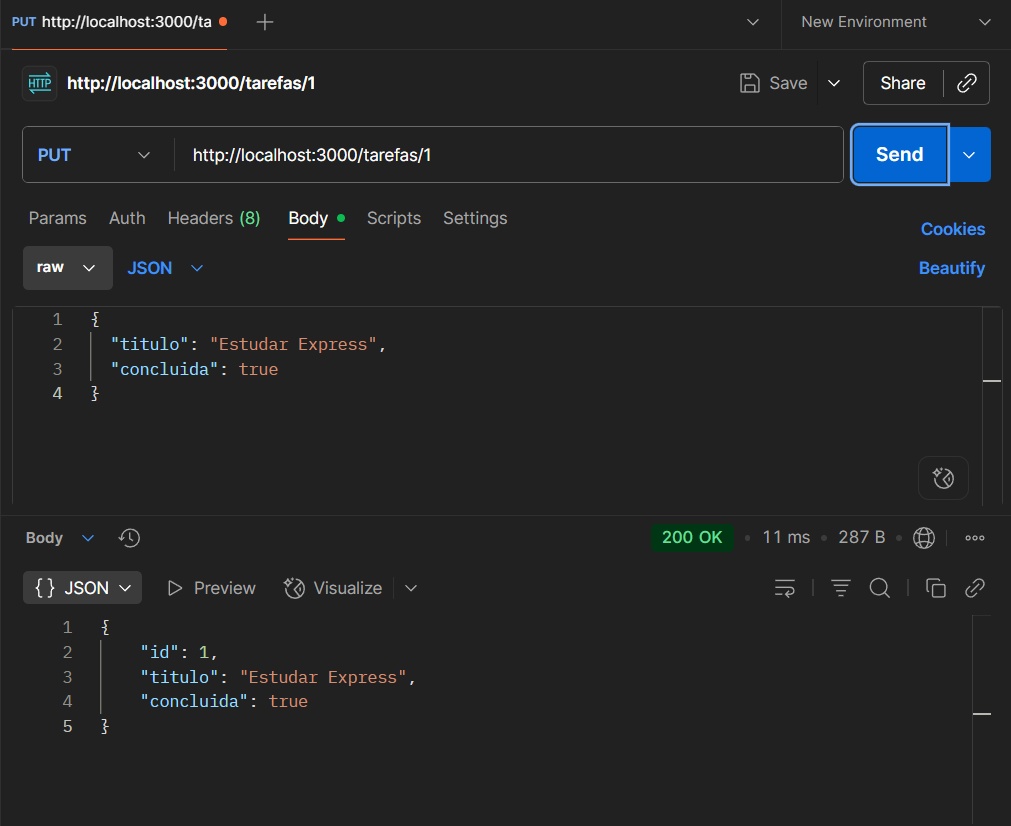 PUT http://localhost:3000/ta
New Environment
HTTP http://localhost:3000/tarefas/1
Save
Share
PUT http://localhost:3000/tarefas/1
Send
Params Auth Headers (8) Body Scripts Settings
Cookies
raw JSON
Beautify
1 {
2 "titulo": "Estudar Express",
3 "concluida": true
4 }
Body
200 OK 11 ms 287 B
{} JSON Preview Visualize
1 {
2 "id": 1,
3 "titulo": "Estudar Express",
4 "concluida": true
5 }